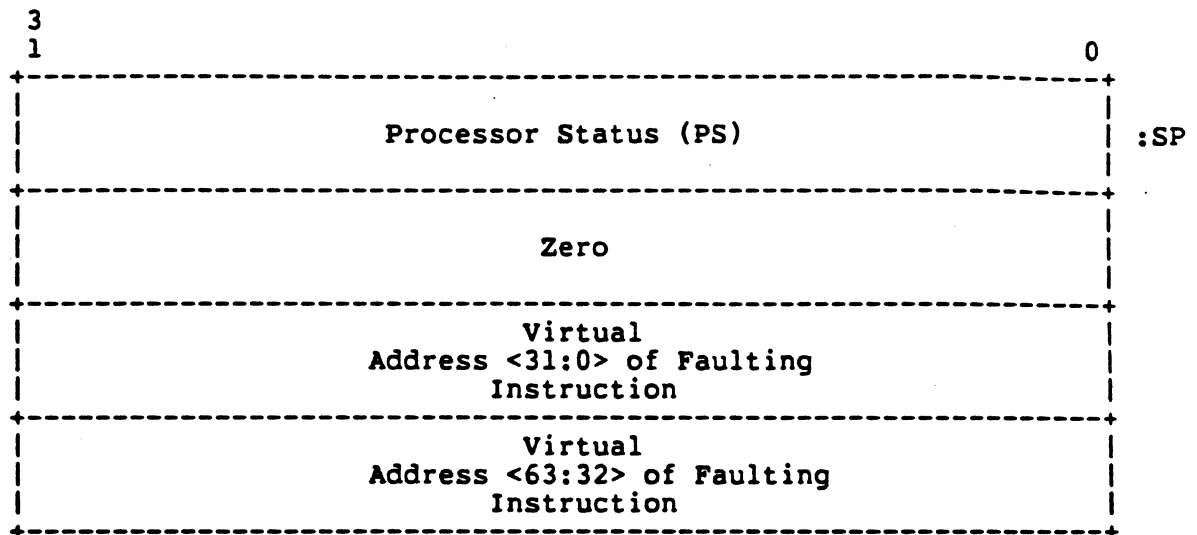 3
1 0
Processor Status (PS) :SP
Zero
Virtual
Address <31:0> of Faulting
Instruction
Virtual
Address <63:32> of Faulting
Instruction